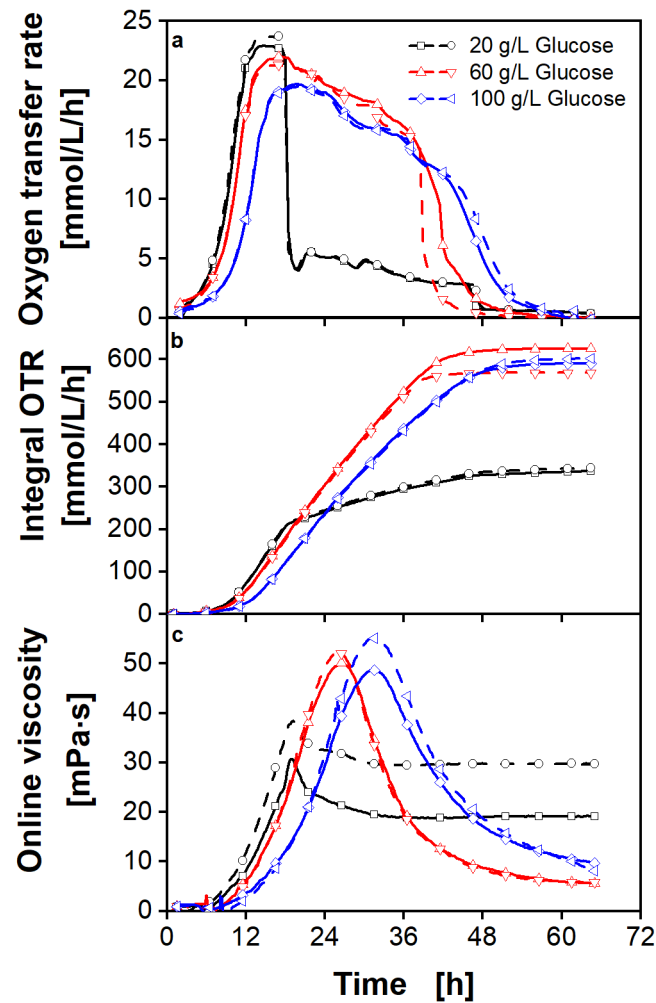 Oxygen transfer rate
[mmol/L/h]
25
20
15
10
5
0
a
20 g/L Glucose
60 g/L Glucose
100 g/L Glucose
Integral OTR
[mmol/L/h]
600
500
400
300
200
100
0
b
Online viscosity
[mPa·s]
50
40
30
20
10
0
c
0 12 24 36 48 60 72
Time [h]